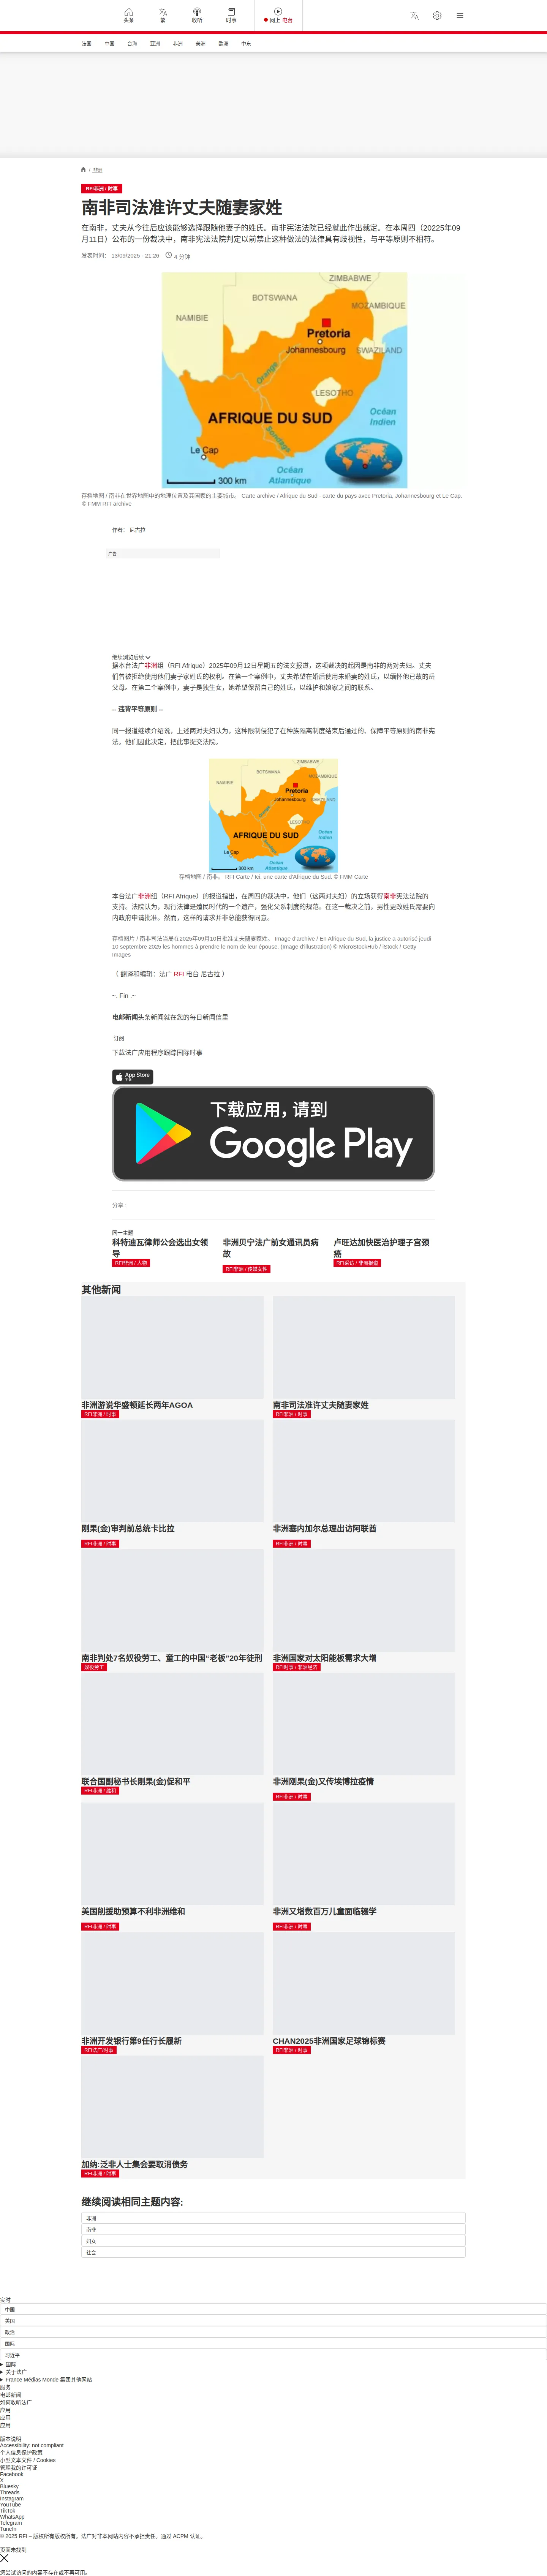 头条
繁
收听
时事
网上 电台
法国 中国 台海 亚洲 非洲 美洲 欧洲 中东
/ 非洲
RFI非洲 / 时事
南非司法准许丈夫随妻家姓
在南非，丈夫从今往后应该能够选择跟随他妻子的姓氏。南非宪法法院已经就此作出裁定。在本周四（2025年09
月11日）公布的一份裁决中，南非宪法法院判定以前禁止这种做法的法律具有歧视性，与平等原则不相符。
发表时间： 13/09/2025 - 21:26 4 分钟
ZIMBABWE
BOTSWANA
MOZAMBIQUE
NAMIBIE
Pretoria
Johannesbourg
SWAZILAND
Orange
LESOTHO
AFRIQUE DU SUD
Océan
Indien
Le Cap
300 km
Océan
Atlantique
存档地图 / 南非在世界地图中的地理位置及其国家的主要城市。 Carte archive / Afrique du Sud - carte du pays avec Pretoria, Johannesbourg et Le Cap.
© FMM RFI archive
作者： 尼古拉
广告
继续浏览后续
据本台法广非洲组（RFI Afrique）2025年09月12日星期五的法文报道，这项裁决的起因是南非的两对夫妇。丈夫
们曾被拒绝使用他们妻子家姓氏的权利。在第一个案例中，丈夫希望在婚后使用未婚妻的姓氏，以缅怀他已故的岳
父母。在第二个案例中，妻子是独生女，她希望保留自己的姓氏，以维护和娘家之间的联系。
-- 违背平等原则 --
同一报道继续介绍说，上述两对夫妇认为，这种限制侵犯了在种族隔离制度结束后通过的、保障平等原则的南非宪
法。他们因此决定，把此事提交法院。
ZIMBABWE
BOTSWANA
MOZAMBIQUE
NAMIBIE
Pretoria
Johannesbourg
SWAZILAND
Orange
LESOTHO
AFRIQUE DU SUD
Océan
Indien
Le Cap
300 km
Océan
Atlantique
存档地图 / 南非。 RFI Carte / Ici, une carte d'Afrique du Sud. © FMM Carte
本台法广非洲组（RFI Afrique）的报道指出，在周四的裁决中，他们（这两对夫妇）的立场获得南非宪法法院的
支持。法院认为，现行法律是殖民时代的一个遗产，强化父系制度的规范。在这一裁决之前，男性更改姓氏需要向
内政府申请批准。然而，这样的请求并非总能获得同意。
存档图片 / 南非司法当局在2025年09月10日批准丈夫随妻家姓。 Image d'archive / En Afrique du Sud, la justice a autorisé jeudi
10 septembre 2025 les hommes à prendre le nom de leur épouse. (Image d'illustration) © MicroStockHub / iStock / Getty
Images
（ 翻译和编辑：法广 RFI 电台 尼古拉 ）
~. Fin .~
电邮新闻头条新闻就在您的每日新闻信里
订阅
下载法广应用程序跟踪国际时事
App Store
下载
下载应用，请到
Google Play
分享 :
同一主题
科特迪瓦律师公会选出女领
导
RFI非洲 / 人物
非洲贝宁法广前女通讯员病
故
RFI非洲 / 传媒女性
卢旺达加快医治护理子宫颈
癌
RFI采访 / 非洲报道
其他新闻
非洲游说华盛顿延长两年AGOA
RFI非洲 / 时事
南非司法准许丈夫随妻家姓
RFI非洲 / 时事
刚果(金)审判前总统卡比拉
RFI非洲 / 时事
非洲塞内加尔总理出访阿联酋
RFI非洲 / 时事
南非判处7名奴役劳工、童工的中国“老板”20年徒刑
奴役劳工
非洲国家对太阳能板需求大增
RFI时事 / 非洲经济
联合国副秘书长刚果(金)促和平
RFI非洲 / 维和
非洲刚果(金)又传埃博拉疫情
RFI非洲 / 时事
美国削援助预算不利非洲维和
RFI非洲 / 时事
非洲又增数百万儿童面临辍学
RFI非洲 / 时事
非洲开发银行第9任行长履新
RFI法广/时事
CHAN2025非洲国家足球锦标赛
RFI非洲 / 时事
加纳:泛非人士集会要取消债务
RFI非洲 / 时事
继续阅读相同主题内容:
非洲
南非
妇女
社会
实时
中国
美国
政治
国际
习近平
国际
关于法广
France Médias Monde 集团其他网站
服务
电邮新闻
如何收听法广
应用
应用
应用
版本说明
Accessibility: not compliant
个人信息保护政策
小型文本文件 / Cookies
管理我的许可证
Facebook
X
Bluesky
Threads
Instagram
YouTube
TikTok
WhatsApp
Telegram
TuneIn
© 2025 RFI – 版权所有版权所有。法广对非本网站内容不承担责任。通过 ACPM 认证。
页面未找到
您尝试访问的内容不存在或不再可用。